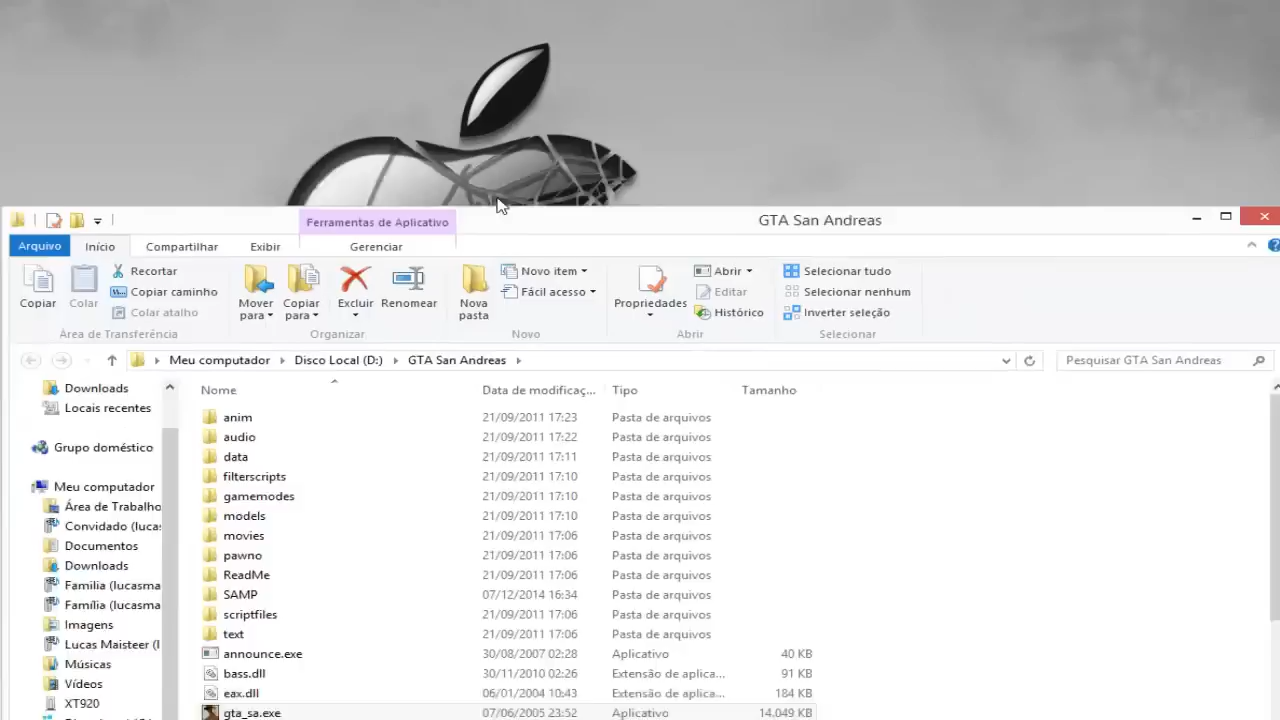 Ferramentas de Aplicativo
GTA San Andreas
Arquivo Início Compartilhar Exibir Gerenciar
Copiar
Colar
Recortar
Copiar caminho
Colar atalho
Área de Transferência
Mover para
Copiar para
Excluir
Renomear
Organizar
Nova pasta
Novo item
Fácil acesso
Novo
Propriedades
Abrir
Editar
Histórico
Abrir
Selecionar tudo
Selecionar nenhum
Inverter seleção
Selecionar
Meu computador Disco Local (D:) GTA San Andreas
Pesquisar GTA San Andreas
Downloads
Locais recentes
Grupo doméstico
Meu computador
Área de Trabalho
Convidado (lucas
Documentos
Downloads
Familia (lucasma
Família (lucasma
Imagens
Lucas Maisteer (l
Músicas
Vídeos
XT920
Nome Data de modificaç... Tipo Tamanho
anim 21/09/2011 17:23 Pasta de arquivos
audio 21/09/2011 17:22 Pasta de arquivos
data 21/09/2011 17:11 Pasta de arquivos
filterscripts 21/09/2011 17:10 Pasta de arquivos
gamemodes 21/09/2011 17:10 Pasta de arquivos
models 21/09/2011 17:10 Pasta de arquivos
movies 21/09/2011 17:06 Pasta de arquivos
pawno 21/09/2011 17:06 Pasta de arquivos
ReadMe 21/09/2011 17:06 Pasta de arquivos
SAMP 07/12/2014 16:34 Pasta de arquivos
scriptfiles 21/09/2011 17:06 Pasta de arquivos
text 21/09/2011 17:06 Pasta de arquivos
announce.exe 30/08/2007 02:28 Aplicativo 40 KB
bass.dll 30/11/2010 02:26 Extensão de aplica... 91 KB
eax.dll 06/01/2004 10:43 Extensão de aplica... 184 KB
gta_sa.exe 07/06/2005 23:52 Aplicativo 14.049 KB